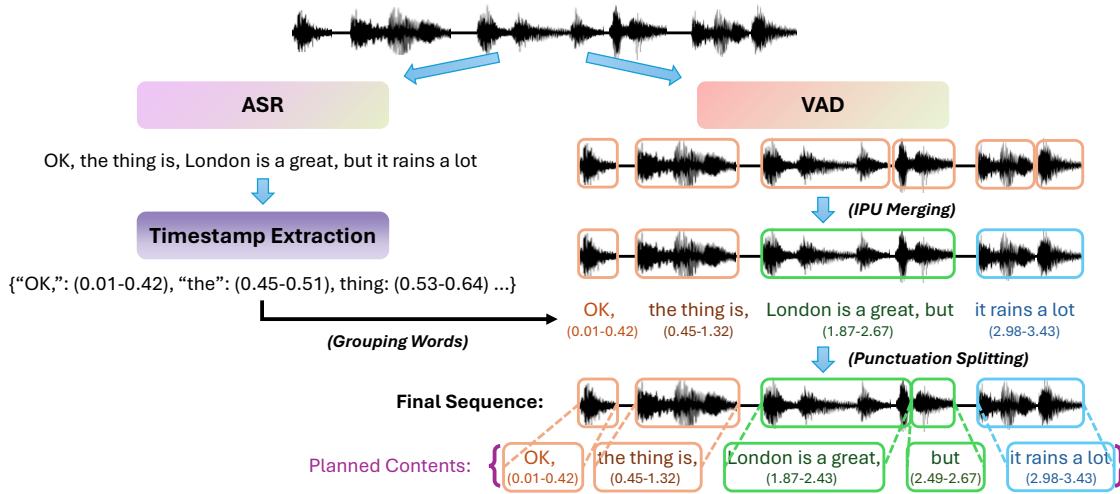 ASR
VAD
OK, the thing is, London is a great, but it rains a lot
(IPU Merging)
Timestamp Extraction
{“OK,”: (0.01-0.42), “the”: (0.45-0.51), thing: (0.53-0.64) ...}
OK, the thing is, London is a great, but it rains a lot
(0.01-0.42) (0.45-1.32) (1.87-2.67) (2.98-3.43)
(Grouping Words)
(Punctuation Splitting)
Final Sequence:
Planned Contents: { OK, the thing is, London is a great, but it rains a lot }
(0.01-0.42) (0.45-1.32) (1.87-2.43) (2.49-2.67) (2.98-3.43)